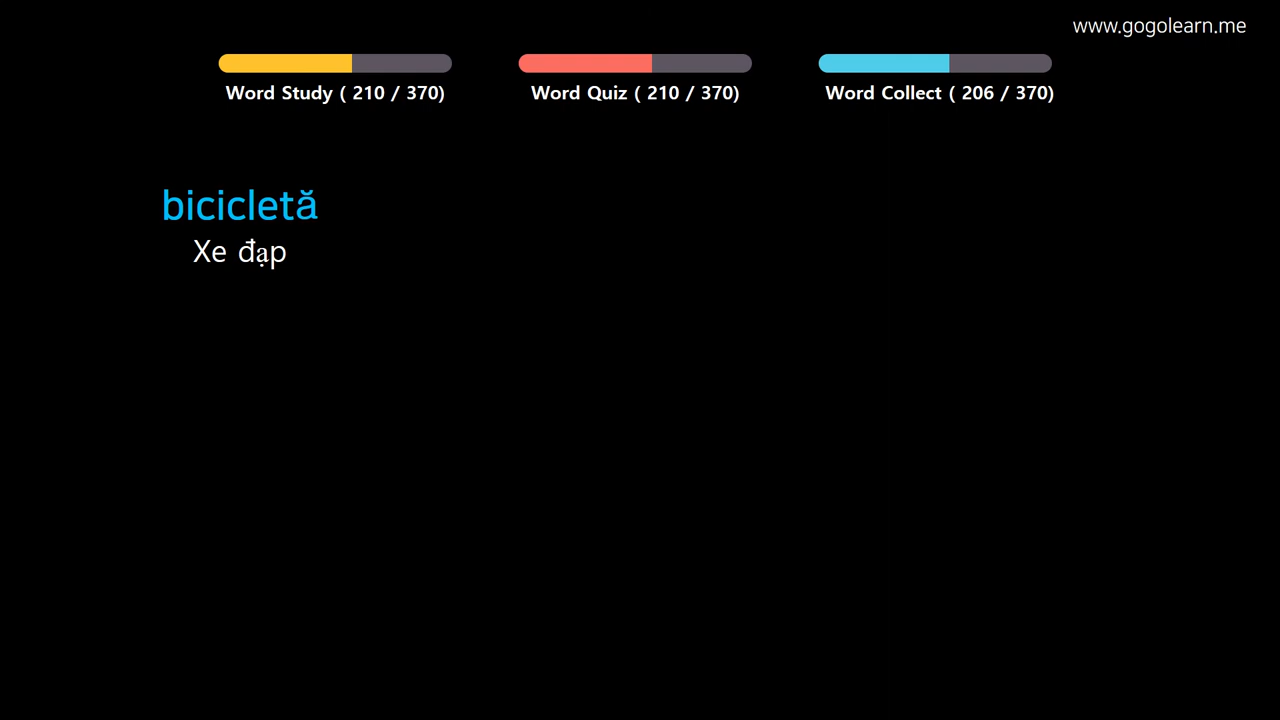 www.gogolearn.me
Word Study ( 210 / 370)
Word Quiz ( 210 / 370)
Word Collect ( 206 / 370)
bicicletă
Xe đạp